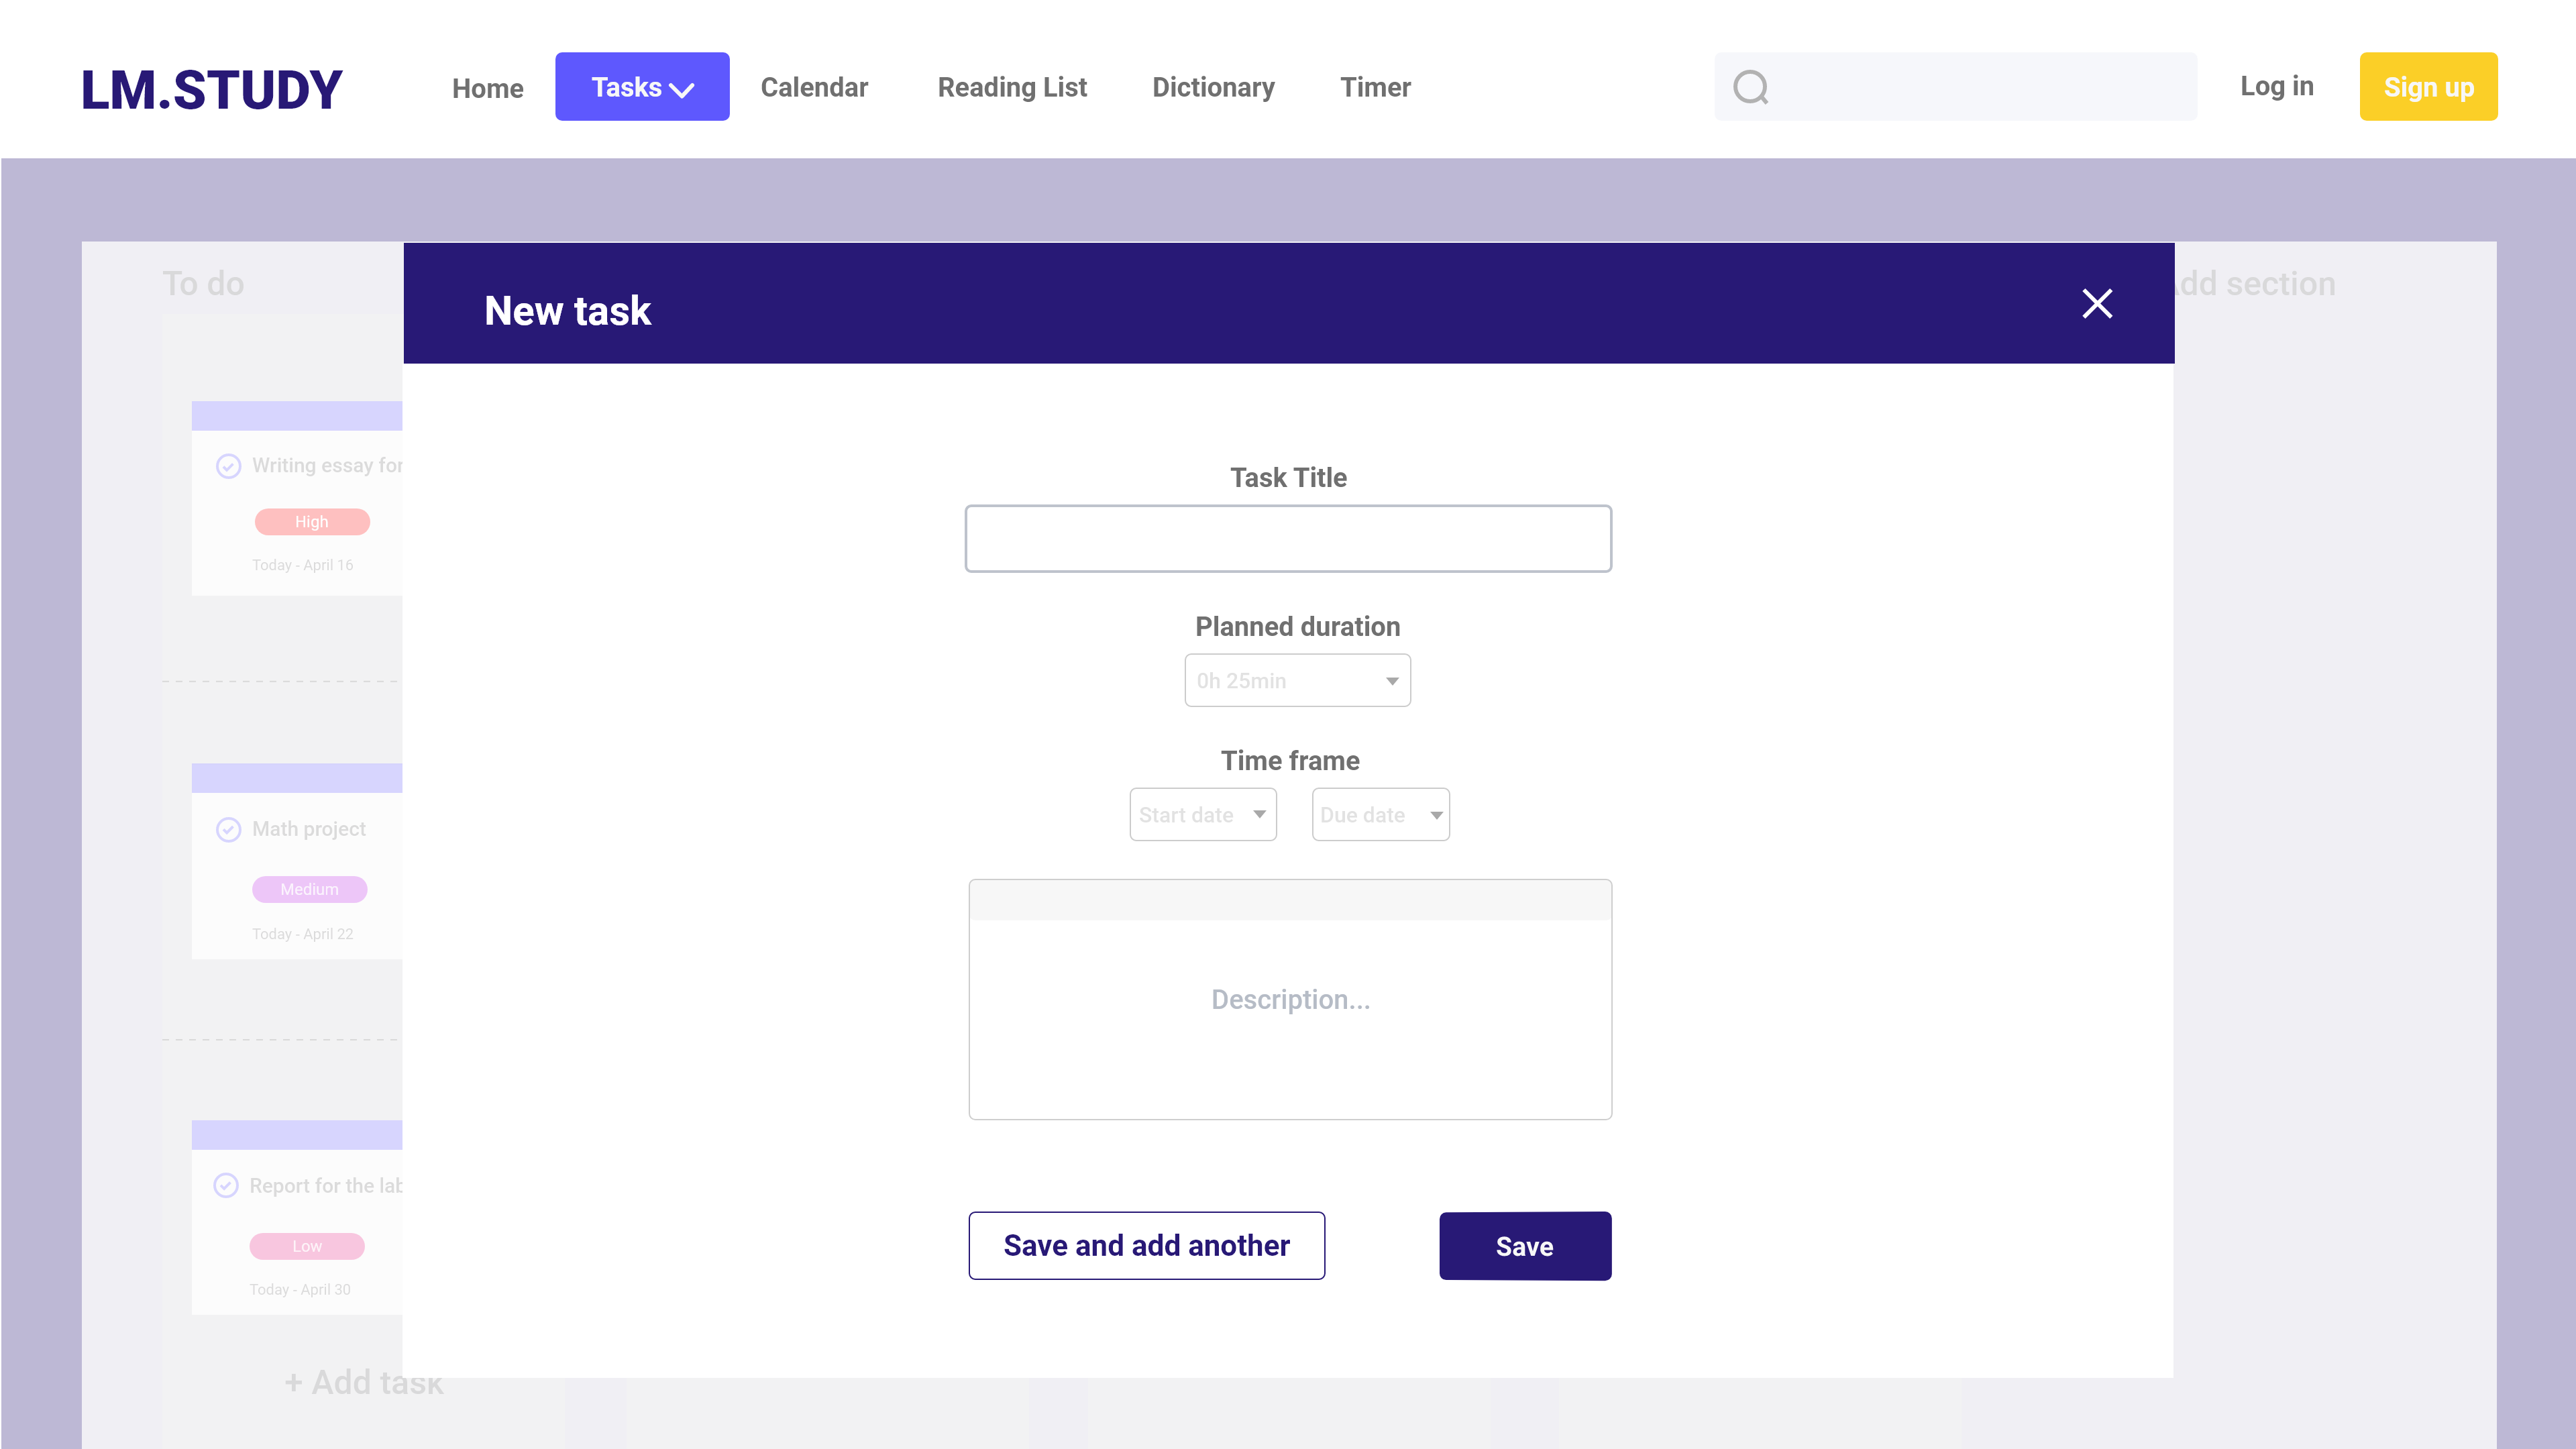 LM.STUDY
Home
Tasks
Calendar
Reading List
Dictionary
Timer
Log in
Sign up
To do
dd section
New task
Writing essay for
High
Today - April 16
Math project
Medium
Today - April 22
Report for the lab
Low
Today - April 30
+ Add task
Task Title
Planned duration
0h 25min
Time frame
Start date
Due date
Description...
Save and add another
Save